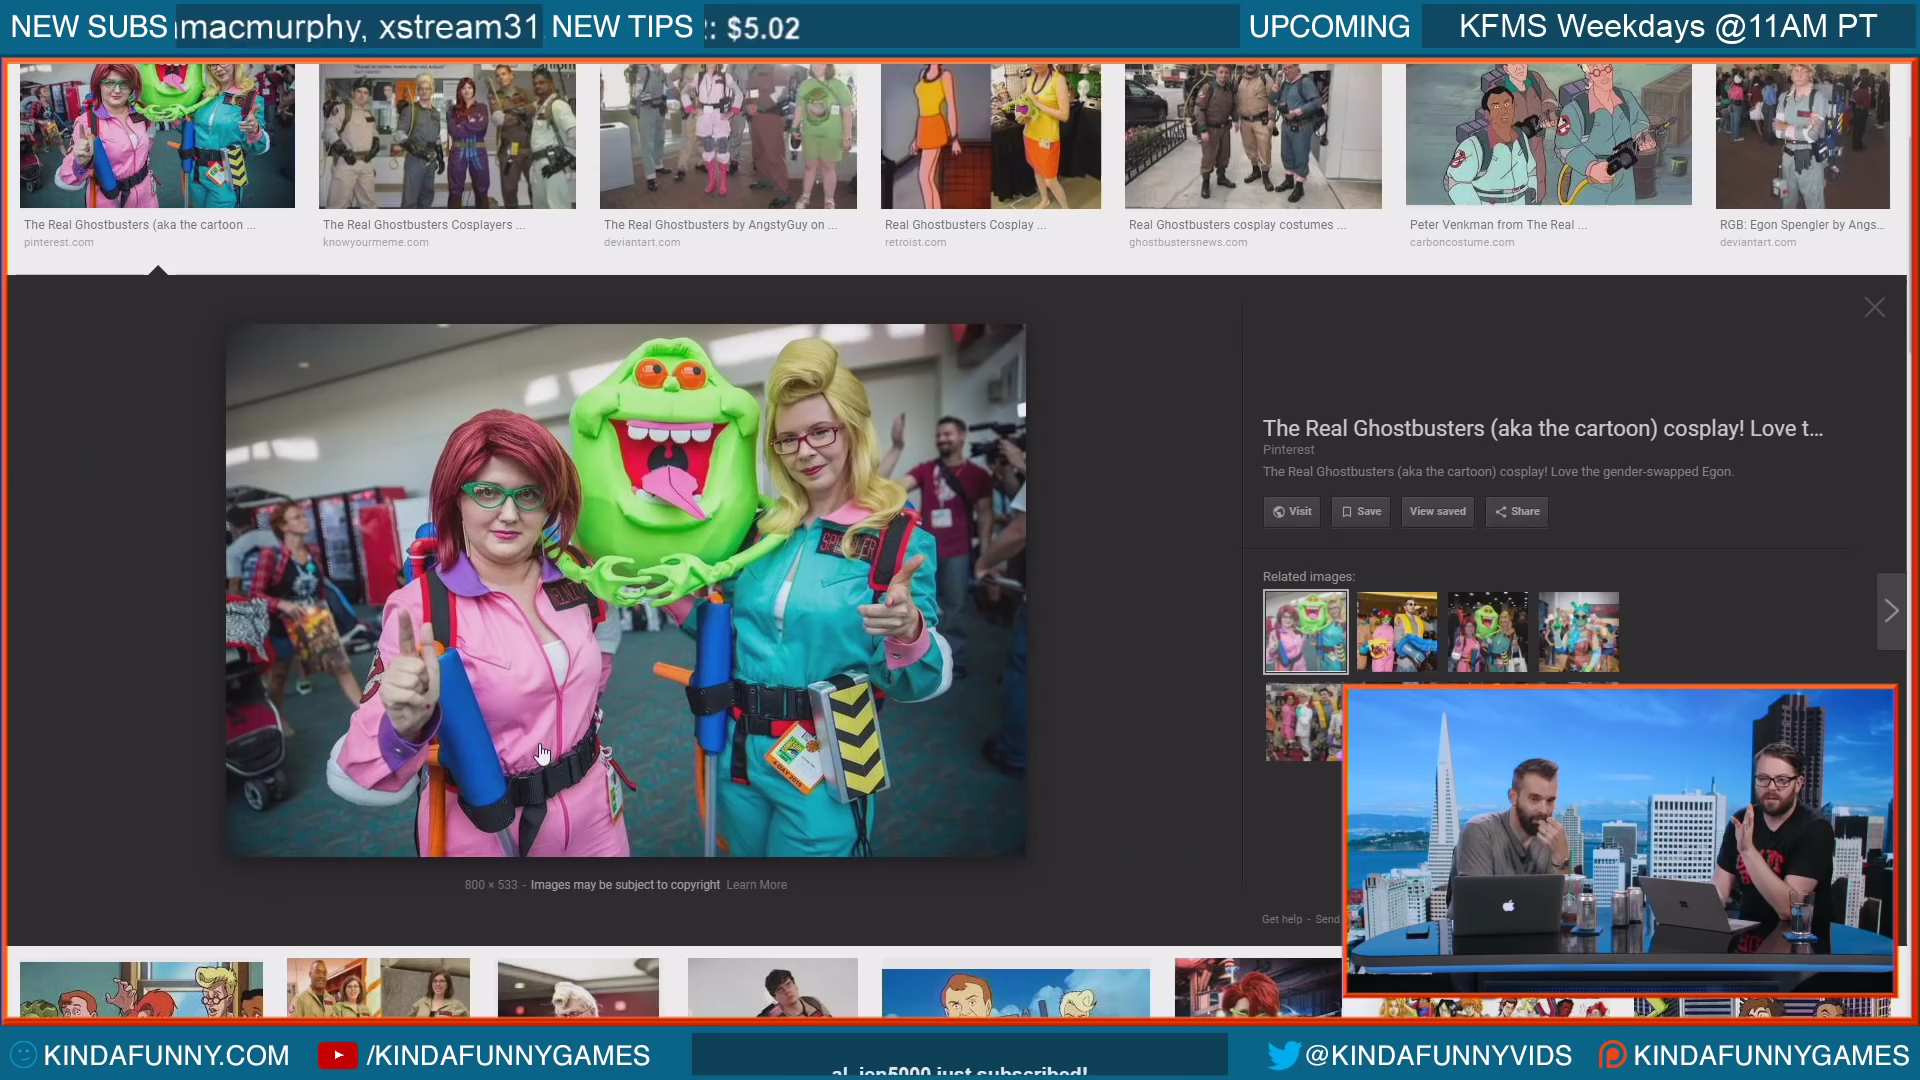 NEW SUBS
macmurphy, xstream31
NEW TIPS
: $5.02
UPCOMING
KFMS Weekdays @11AM PT
The Real Ghostbusters (aka the cartoon ...
pinterest.com
The Real Ghostbusters Cosplayers ...
knowyourmeme.com
The Real Ghostbusters by AngstyGuy on ...
deviantart.com
Real Ghostbusters Cosplay ...
retroist.com
Real Ghostbusters cosplay costumes ...
ghostbustersnews.com
Peter Venkman from The Real ...
carboncostume.com
RGB: Egon Spengler by Angs...
deviantart.com
SPENGLER
The Real Ghostbusters (aka the cartoon) cosplay! Love t...
Pinterest
The Real Ghostbusters (aka the cartoon) cosplay! Love the gender-swapped Egon.
Visit
Save
View saved
Share
Related images:
800 × 533 - Images may be subject to copyright Learn More
Get help - Send
KINDAFUNNY.COM
/KINDAFUNNYGAMES
al_jon5000 just subscribed!
@KINDAFUNNYVIDS
KINDAFUNNYGAMES